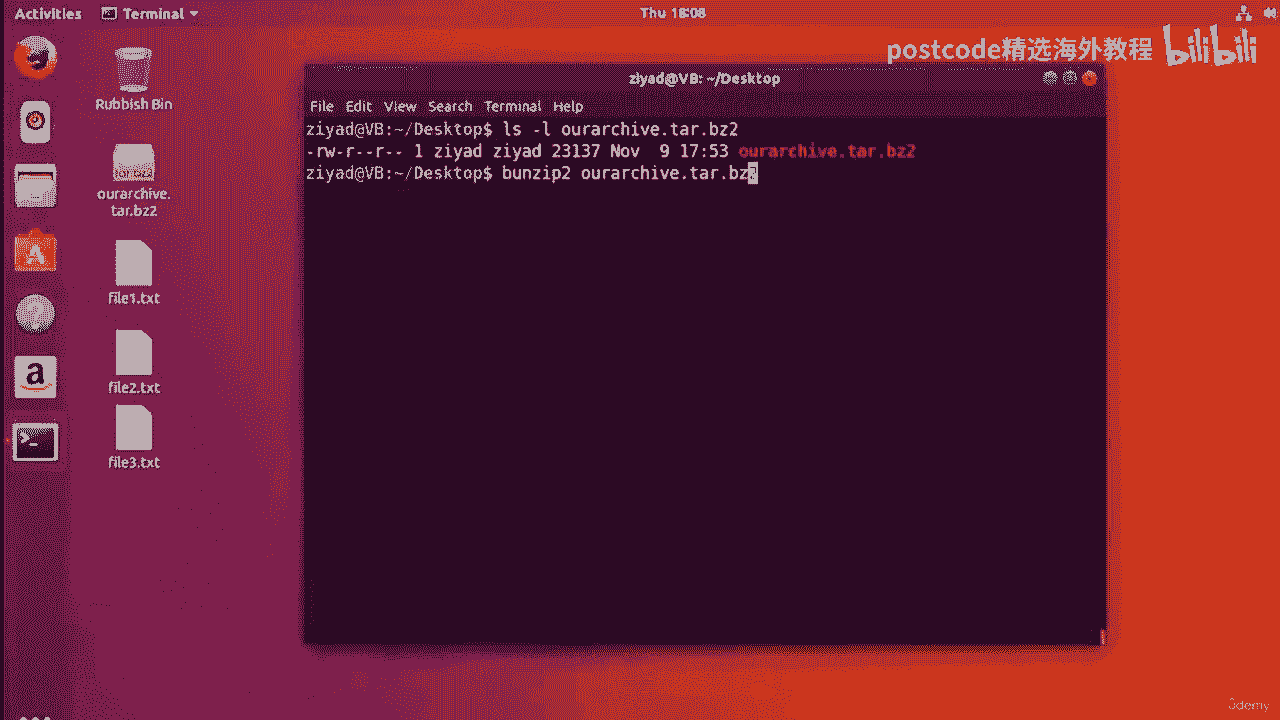 Activities
Terminal
Thu 18:08
postcode精选海外教程 bilibili
Rubbish Bin
ourarchive.
tar.bz2
file1.txt
file2.txt
file3.txt
ziyad@VB: ~/Desktop
File Edit View Search Terminal Help
ziyad@VB:~/Desktop$ ls -l ourarchive.tar.bz2
-rw-r--r-- 1 ziyad ziyad 23137 Nov  9 17:53 ourarchive.tar.bz2
ziyad@VB:~/Desktop$ bunzip2 ourarchive.tar.bz2
Udemy